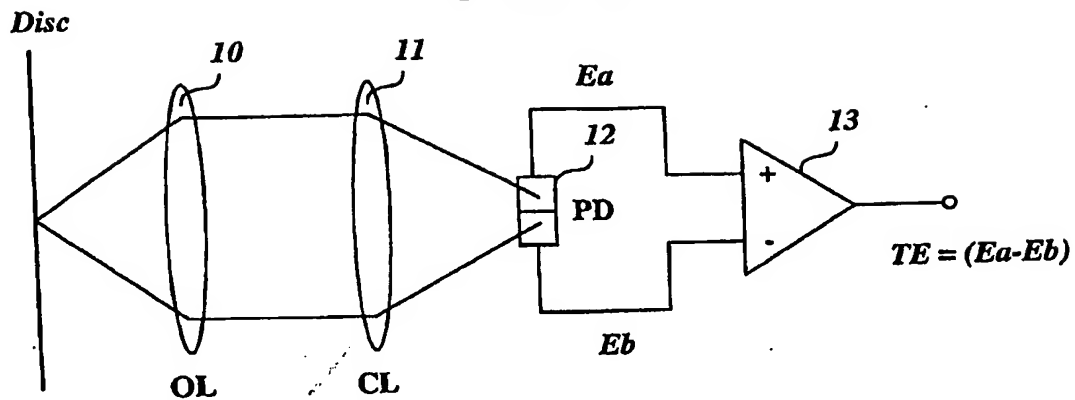 Disc
10
11
Ea
12
13
PD
+
-
TE = (Ea-Eb)
Eb
OL
CL